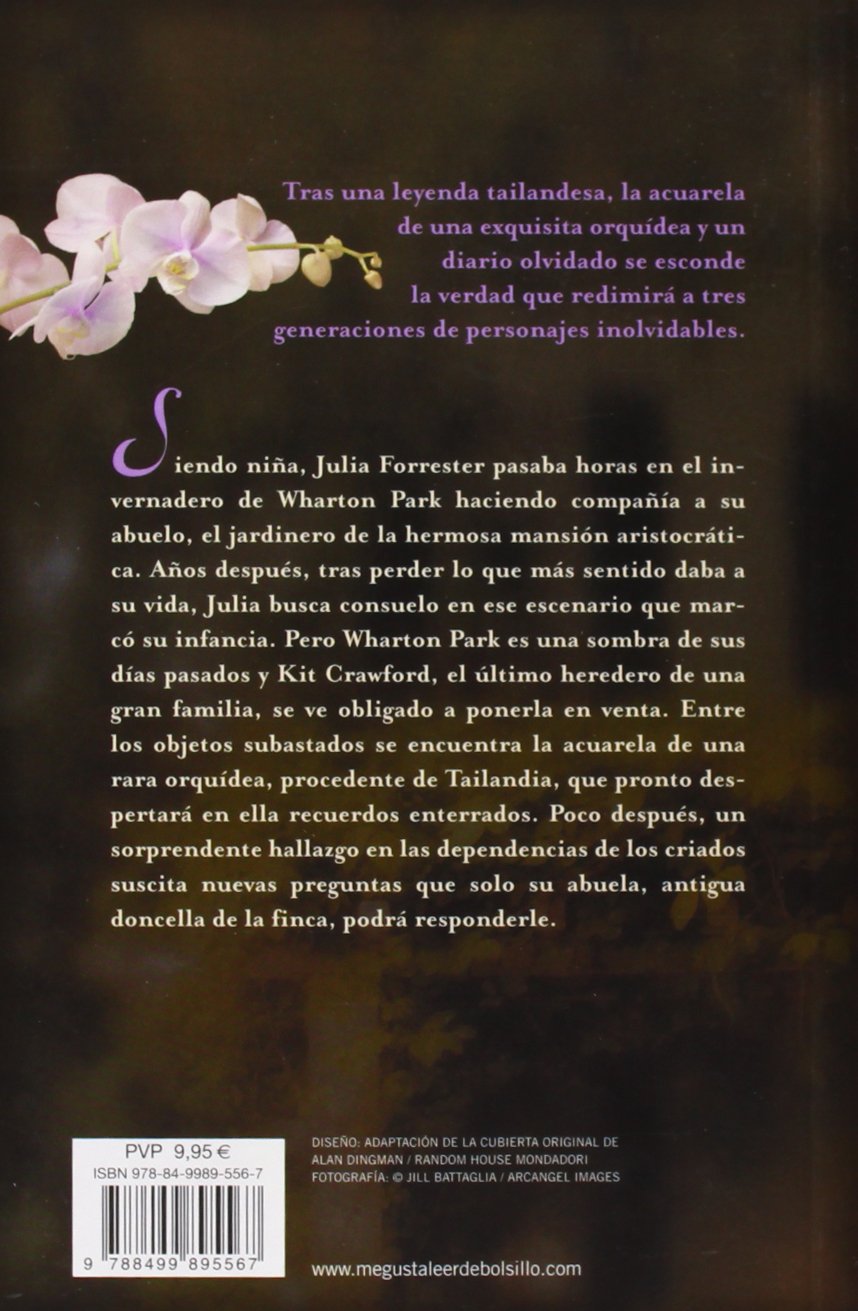 Tras una leyenda tailandesa, la acuarela
de una exquisita orquídea y un
diario olvidado se esconde
la verdad que redimirá a tres
generaciones de personajes inolvidables.
Siendo niña, Julia Forrester pasaba horas en el in-
vernadero de Wharton Park haciendo compañía a su
abuelo, el jardinero de la hermosa mansión aristocráti-
ca. Años después, tras perder lo que más sentido daba a
su vida, Julia busca consuelo en ese escenario que mar-
có su infancia. Pero Wharton Park es una sombra de sus
días pasados y Kit Crawford, el último heredero de una
gran familia, se ve obligado a ponerla en venta. Entre
los objetos subastados se encuentra la acuarela de una
rara orquídea, procedente de Tailandia, que pronto des-
pertará en ella recuerdos enterrados. Poco después, un
sorprendente hallazgo en las dependencias de los criados
suscita nuevas preguntas que solo su abuela, antigua
doncella de la finca, podrá responderle.
PVP 9,95 €
ISBN 978-84-9989-556-7
9 788499 895567
DISEÑO: ADAPTACIÓN DE LA CUBIERTA ORIGINAL DE
ALAN DINGMAN / RANDOM HOUSE MONDADORI
FOTOGRAFÍA: © JILL BATTAGLIA / ARCANGEL IMAGES
www.megustaleerdebolsillo.com